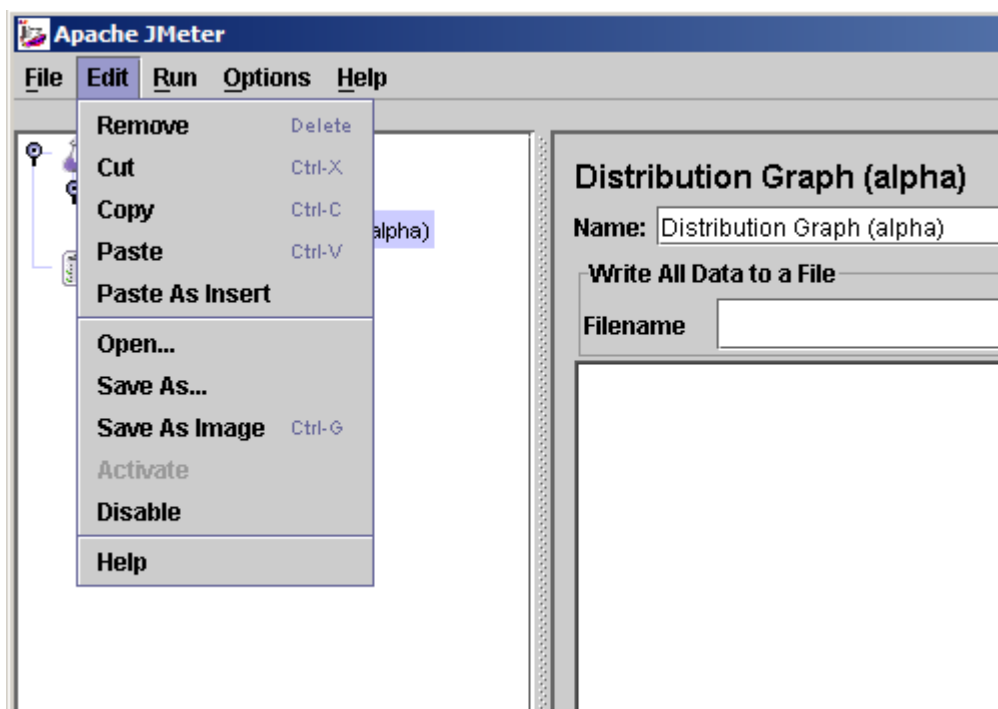 Apache JMeter
File Edit Run Options Help
Remove Delete
Cut Ctrl-X
Copy Ctrl-C
Paste Ctrl-V
Paste As Insert
Open...
Save As...
Save As Image Ctrl-G
Activate
Disable
Help
alpha)
Distribution Graph (alpha)
Name: Distribution Graph (alpha)
Write All Data to a File
Filename